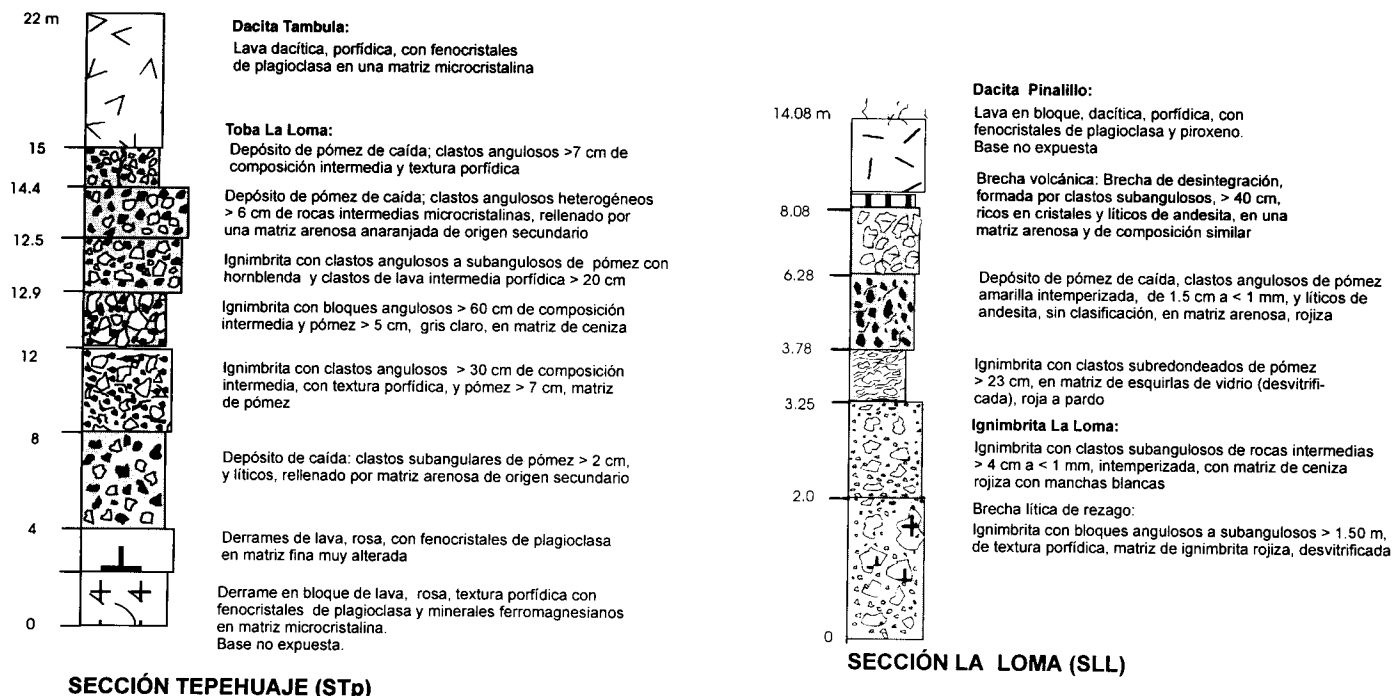 22 m
Dacita Tambula:
Lava dacítica, porfídica, con fenocristales
de plagioclasa en una matriz microcristalina
Toba La Loma:
15
Depósito de pómez de caída; clastos angulosos >7 cm de
composición intermedia y textura porfídica
14.4
Depósito de pómez de caída; clastos angulosos heterogéneos
> 6 cm de rocas intermedias microcristalinas, rellenado por
una matriz arenosa anaranjada de origen secundario
12.5
Ignimbrita con clastos angulosos a subangulosos de pómez con
hornblenda y clastos de lava intermedia porfídica > 20 cm
12.9
Ignimbrita con bloques angulosos > 60 cm de composición
intermedia y pómez > 5 cm, gris claro, en matriz de ceniza
12
Ignimbrita con clastos angulosos > 30 cm de composición
intermedia, con textura porfídica, y pómez > 7 cm, matriz
de pómez
8
Depósito de caída: clastos subangulares de pómez > 2 cm,
y líticos, rellenado por matriz arenosa de origen secundario
4
Derrames de lava, rosa, con fenocristales de plagioclasa
en matriz fina muy alterada
Derrame en bloque de lava, rosa, textura porfídica con
fenocristales de plagioclasa y minerales ferromagnesianos
en matriz microcristalina.
Base no expuesta.
0
SECCIÓN TEPEHUAJE (STp)
Dacita Pinalillo:
14.08 m
Lava en bloque, dacítica, porfídica, con
fenocristales de plagioclasa y piroxeno.
Base no expuesta
Brecha volcánica: Brecha de desintegración,
formada por clastos subangulosos, > 40 cm,
ricos en cristales y líticos de andesita, en una
matriz arenosa y de composición similar
8.08
6.28
Depósito de pómez de caída, clastos angulosos de pómez
amarilla intemperizada, de 1.5 cm a < 1 mm, y líticos de
andesita, sin clasificación, en matriz arenosa, rojiza
3.78
Ignimbrita con clastos subredondeados de pómez
> 23 cm, en matriz de esquirlas de vidrio (desvitrifi-
cada), roja a pardo
3.25
Ignimbrita La Loma:
Ignimbrita con clastos subangulosos de rocas intermedias
> 4 cm a < 1 mm, intemperizada, con matriz de ceniza
rojiza con manchas blancas
2.0
Brecha lítica de rezago:
Ignimbrita con bloques angulosos a subangulosos > 1.50 m,
de textura porfídica, matriz de ignimbrita rojiza, desvitrificada
0
SECCIÓN LA LOMA (SLL)